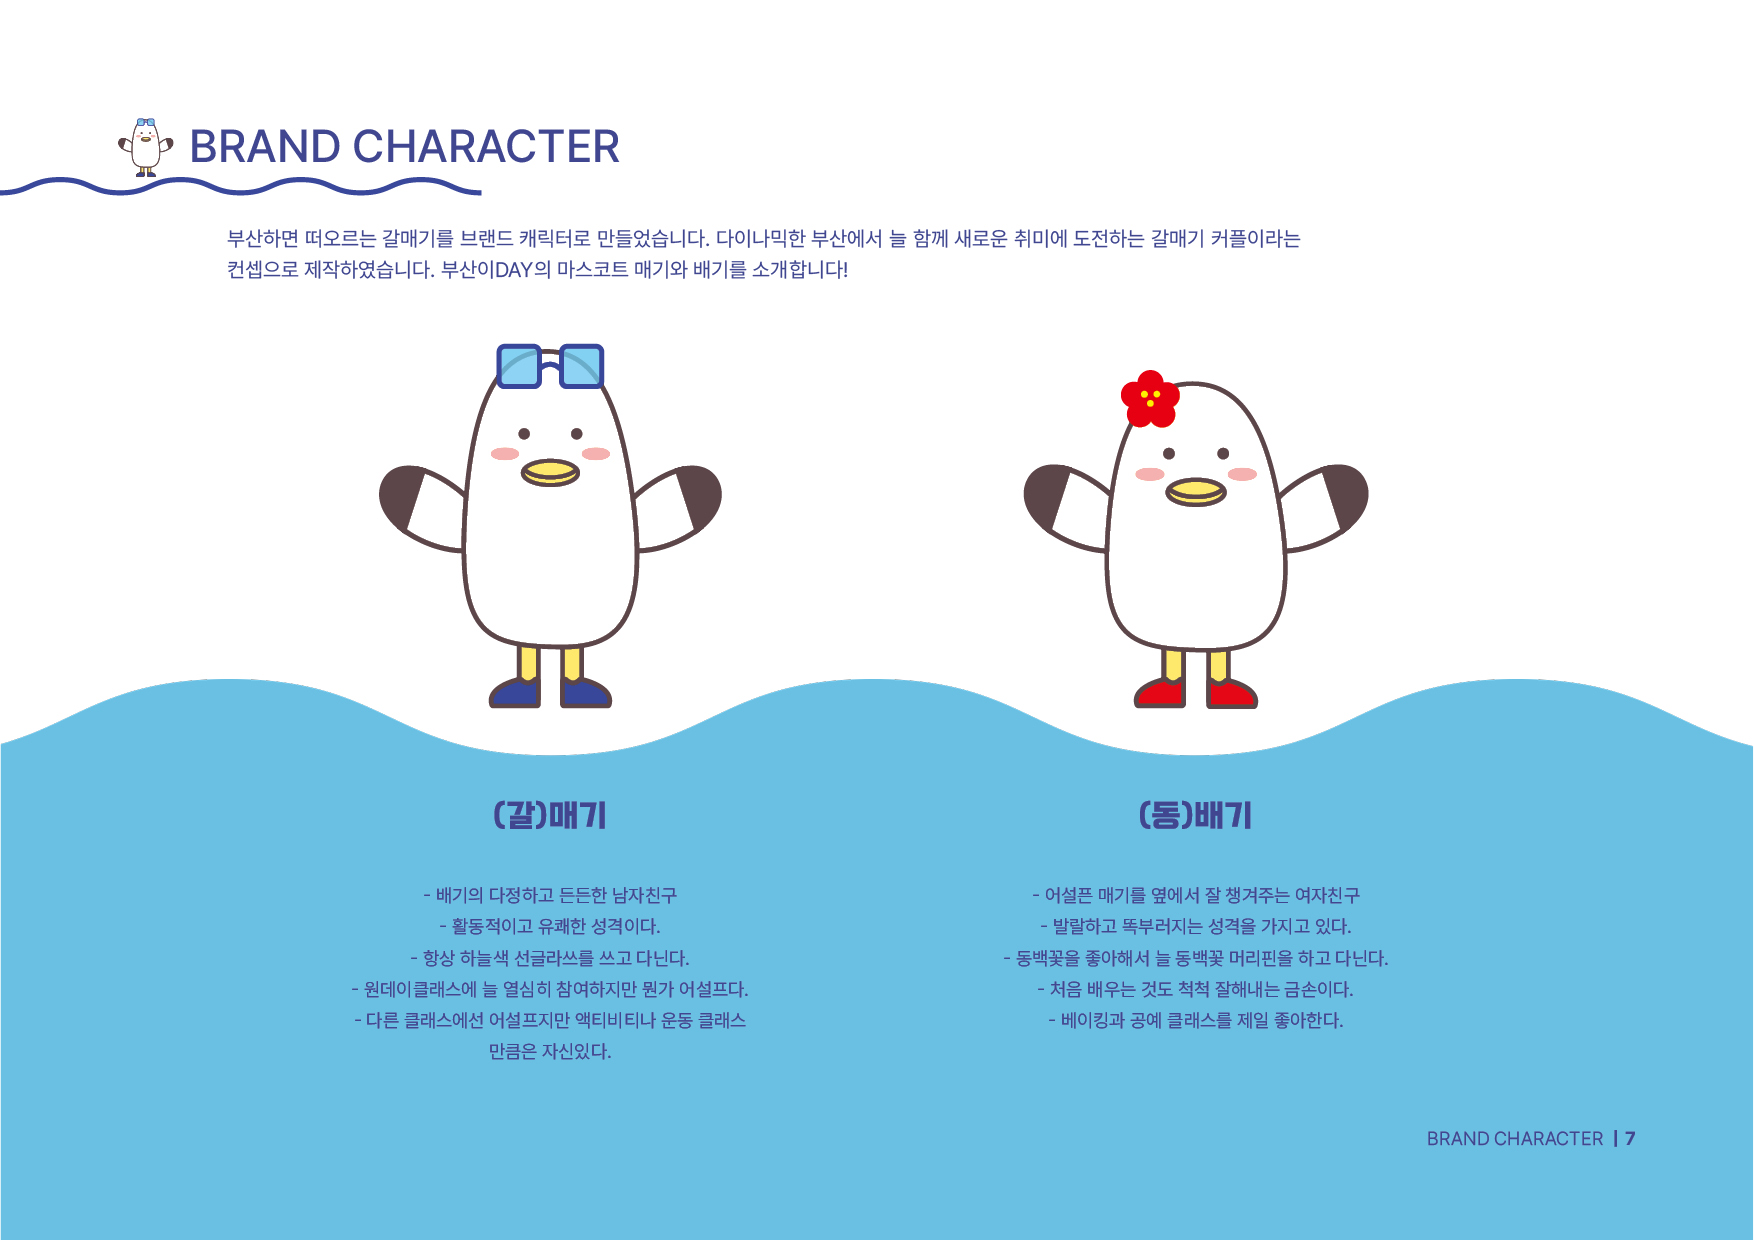 BRAND CHARACTER
부산하면 떠오르는 갈매기를 브랜드 캐릭터로 만들었습니다. 다이나믹한 부산에서 늘 함께 새로운 취미에 도전하는 갈매기 커플이라는
컨셉으로 제작하였습니다. 부산이DAY의 마스코트 매기와 배기를 소개합니다!
(갈)매기
- 배기의 다정하고 든든한 남자친구
- 활동적이고 유쾌한 성격이다.
- 항상 하늘색 선글라쓰를 쓰고 다닌다.
- 원데이클래스에 늘 열심히 참여하지만 뭔가 어설프다.
- 다른 클래스에선 어설프지만 액티비티나 운동 클래스
만큼은 자신있다.
(동)배기
- 어설픈 매기를 옆에서 잘 챙겨주는 여자친구
- 발랄하고 똑부러지는 성격을 가지고 있다.
- 동백꽃을 좋아해서 늘 동백꽃 머리핀을 하고 다닌다.
- 처음 배우는 것도 척척 잘해내는 금손이다.
- 베이킹과 공예 클래스를 제일 좋아한다.
BRAND CHARACTER | 7